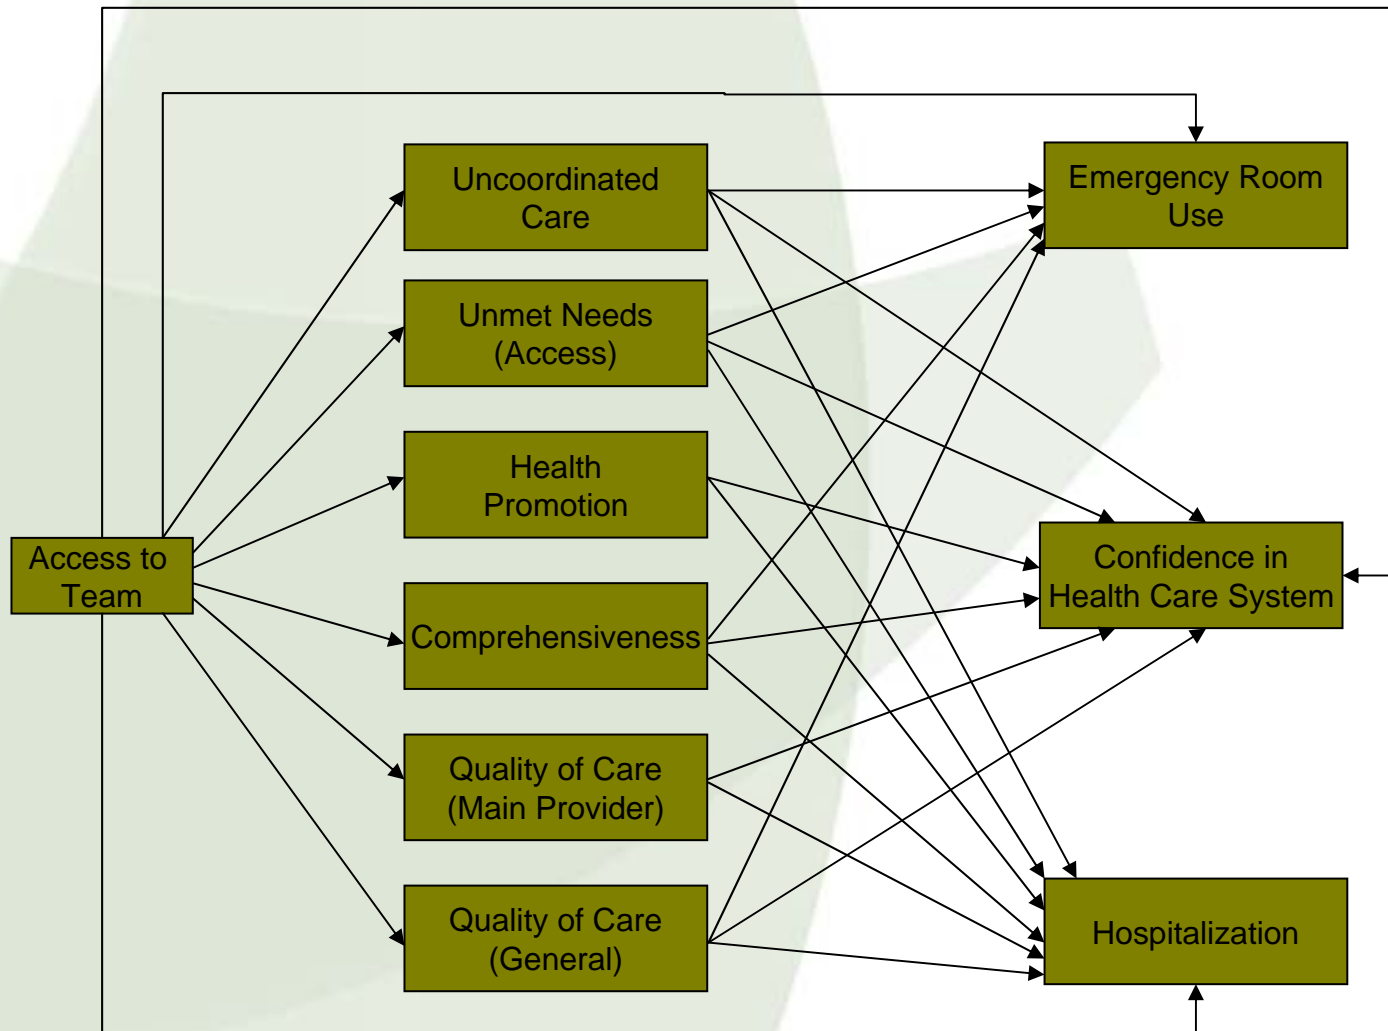 Uncoordinated
Care
Emergency Room
Use
Unmet Needs
(Access)
Health
Promotion
Access to
Team
Confidence in
Health Care System
Comprehensiveness
Quality of Care
(Main Provider)
Quality of Care
(General)
Hospitalization